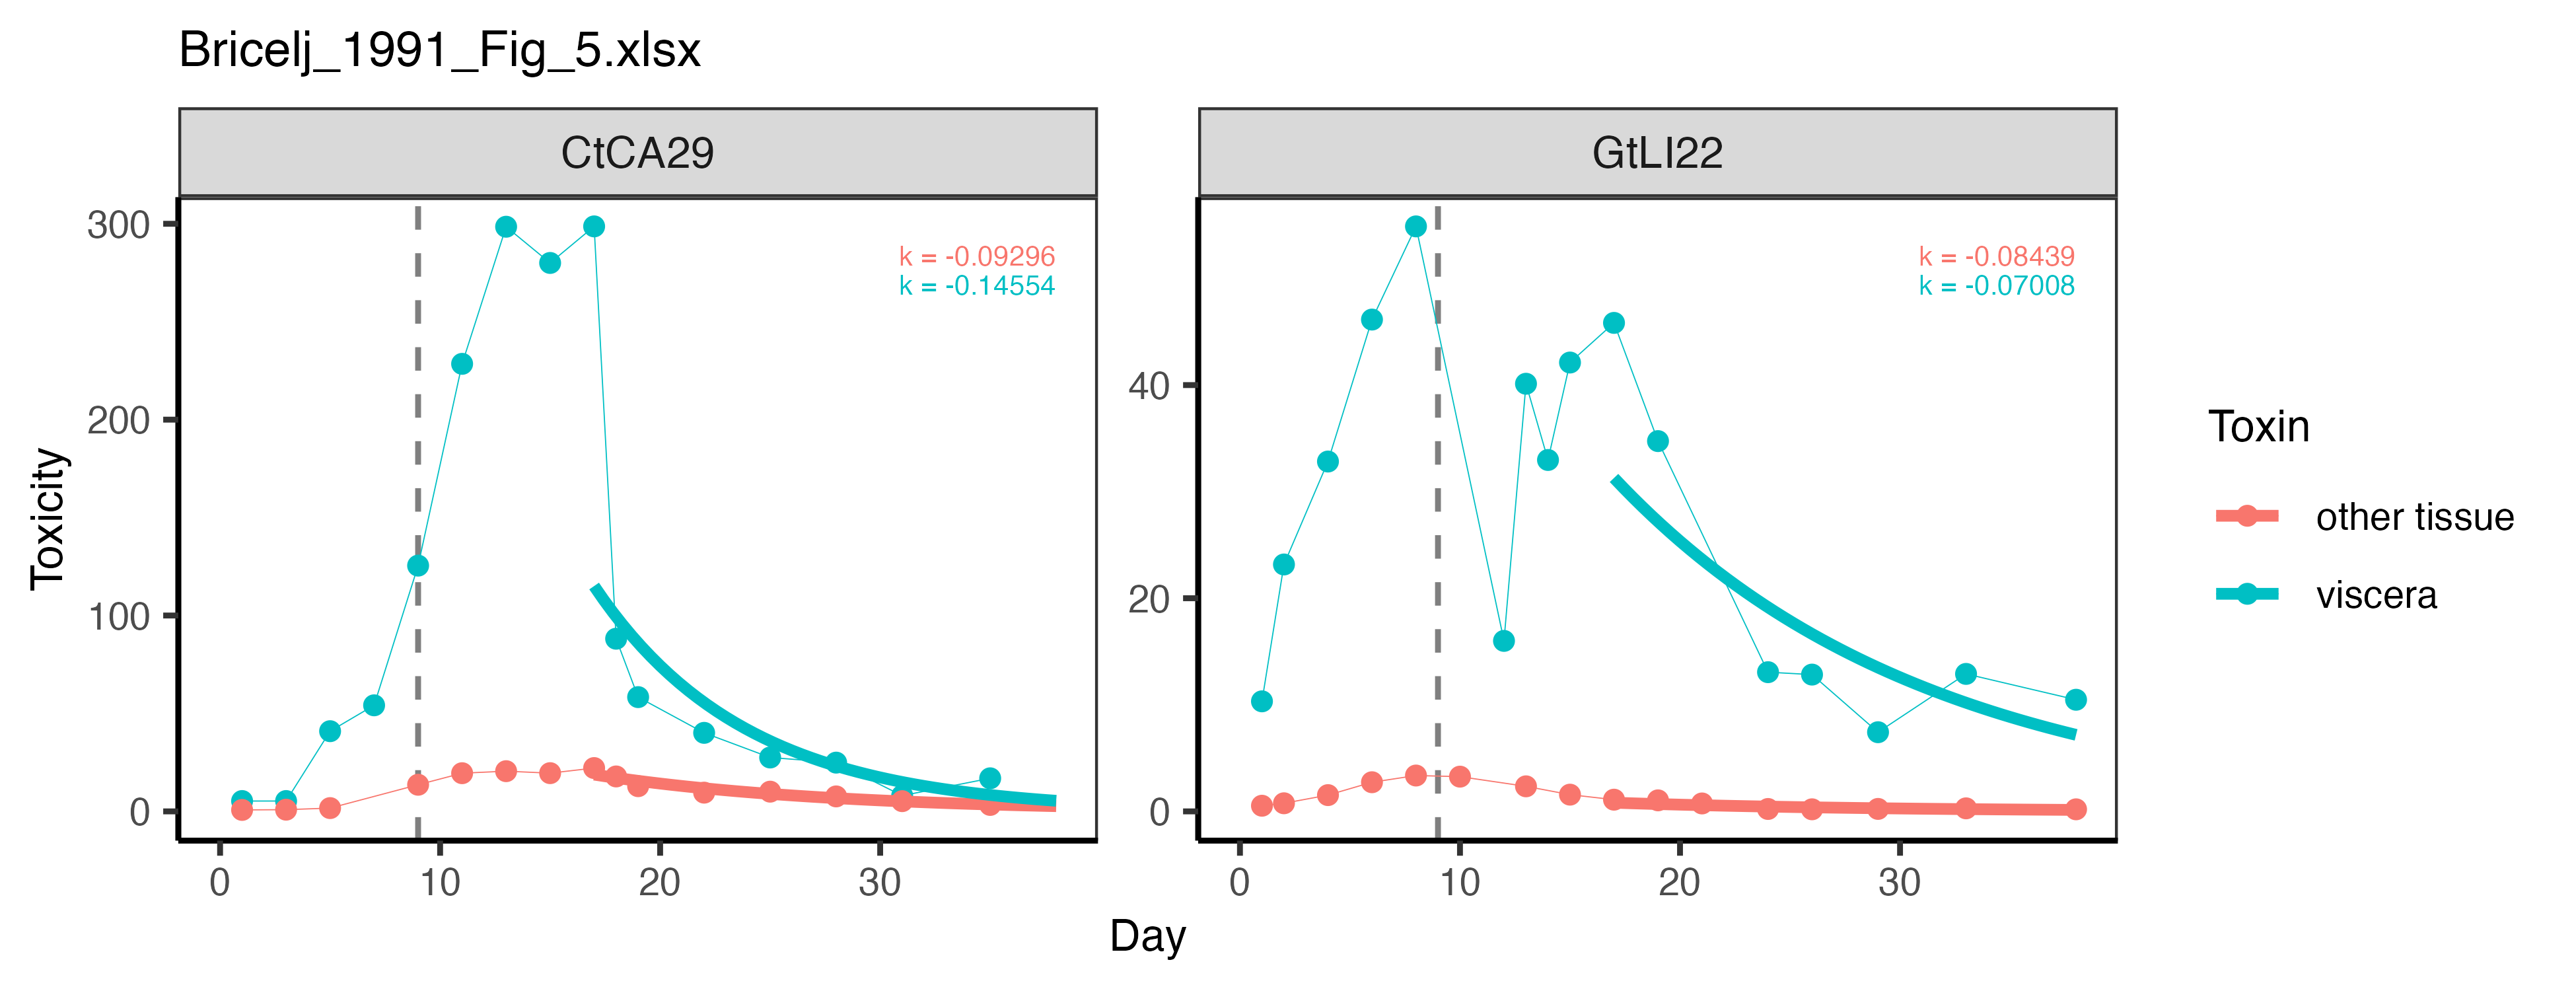 Bricelj_1991_Fig_5.xlsx
CtCA29
GtLI22
Toxicity
300
200
100
0
k = -0.09296
k = -0.14554
0
10
20
30
40
20
0
k = -0.08439
k = -0.07008
0
10
20
30
Day
Toxin
other tissue
viscera